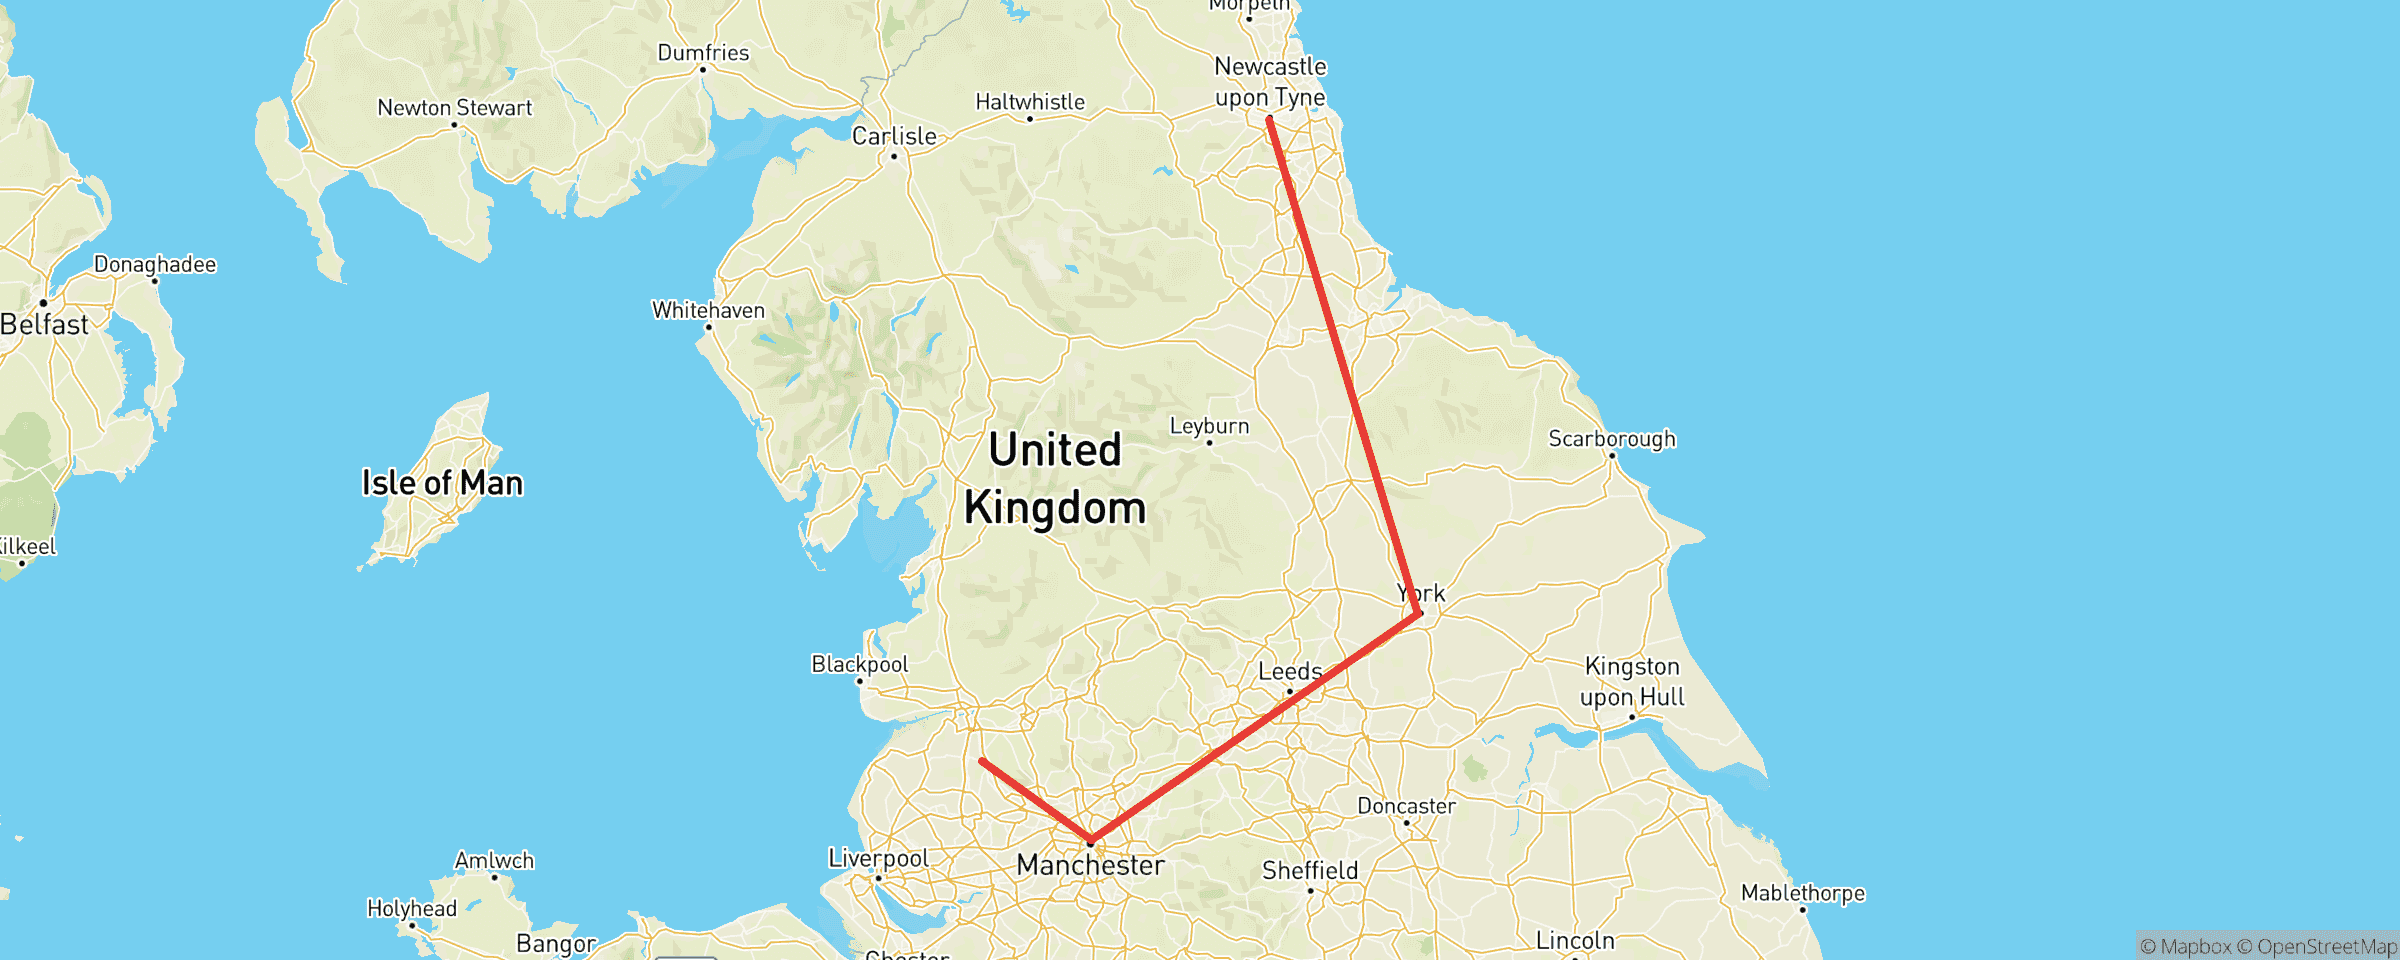 Morpeth
Dumfries
Newcastle
upon Tyne
Newton Stewart
Haltwhistle
Carlisle
Donaghadee
Whitehaven
Belfast
Leyburn
Scarborough
United
Kingdom
Isle of Man
Kilkeel
York
Blackpool
Leeds
Kingston
upon Hull
Doncaster
Liverpool
Manchester
Amlwch
Sheffield
Mablethorpe
Holyhead
Bangor
Lincoln
Chester
© Mapbox © OpenStreetMap